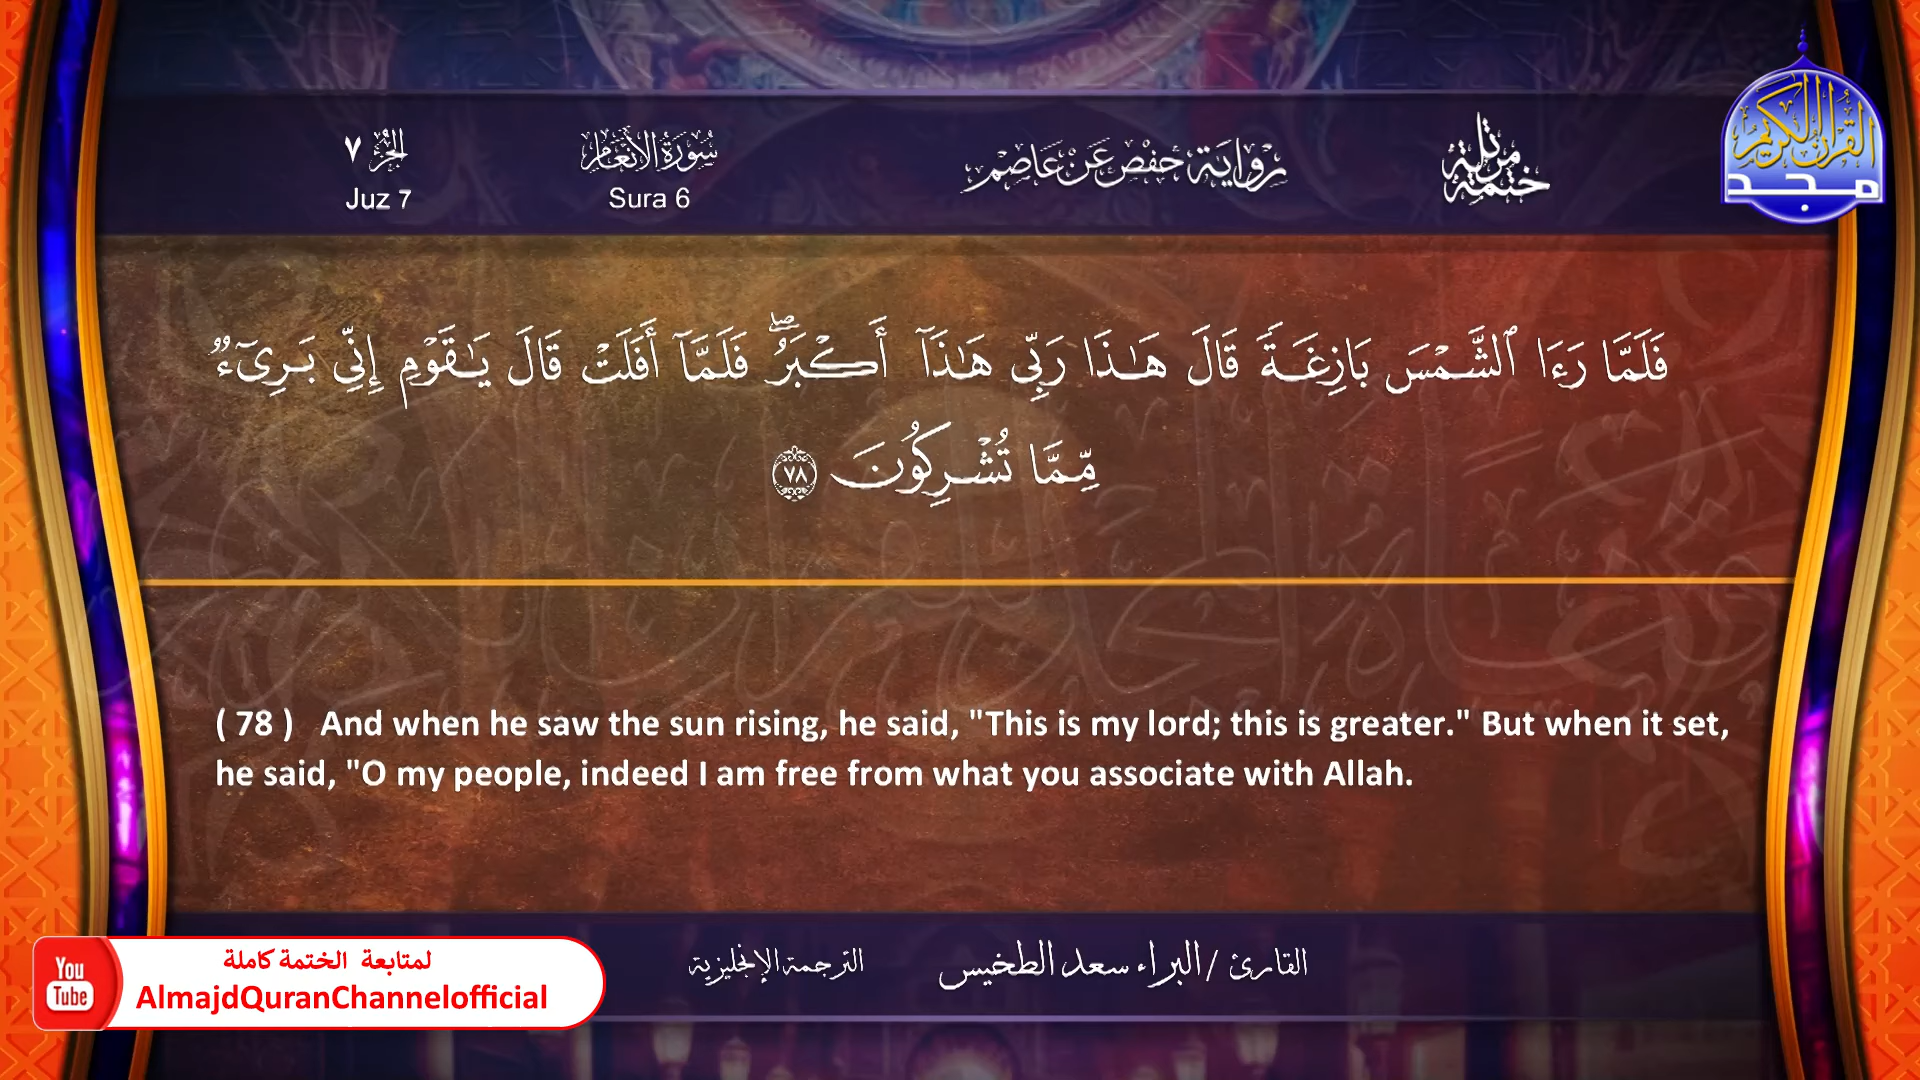 الجزء ٧
Juz 7
سورة الأنعام
Sura 6
رواية حفص عن عاصم
ختمة مرتلة
القرآن الكريم
مجد
فَلَمَّا رَءَا ٱلشَّمْسَ بَازِغَةً قَالَ هَٰذَا رَبِّى هَٰذَآ أَكْبَرُ ۖ فَلَمَّآ أَفَلَتْ قَالَ يَٰقَوْمِ إِنِّى بَرِىٓءٌ
مِّمَّا تُشْرِكُونَ ٧٨
( 78 ) And when he saw the sun rising, he said, "This is my lord; this is greater." But when it set,
he said, "O my people, indeed I am free from what you associate with Allah.
القارئ / البراء سعد الطخيس
الترجمة الإنجليزية
You
Tube
لمتابعة الختمة كاملة
AlmajdQuranChannelofficial